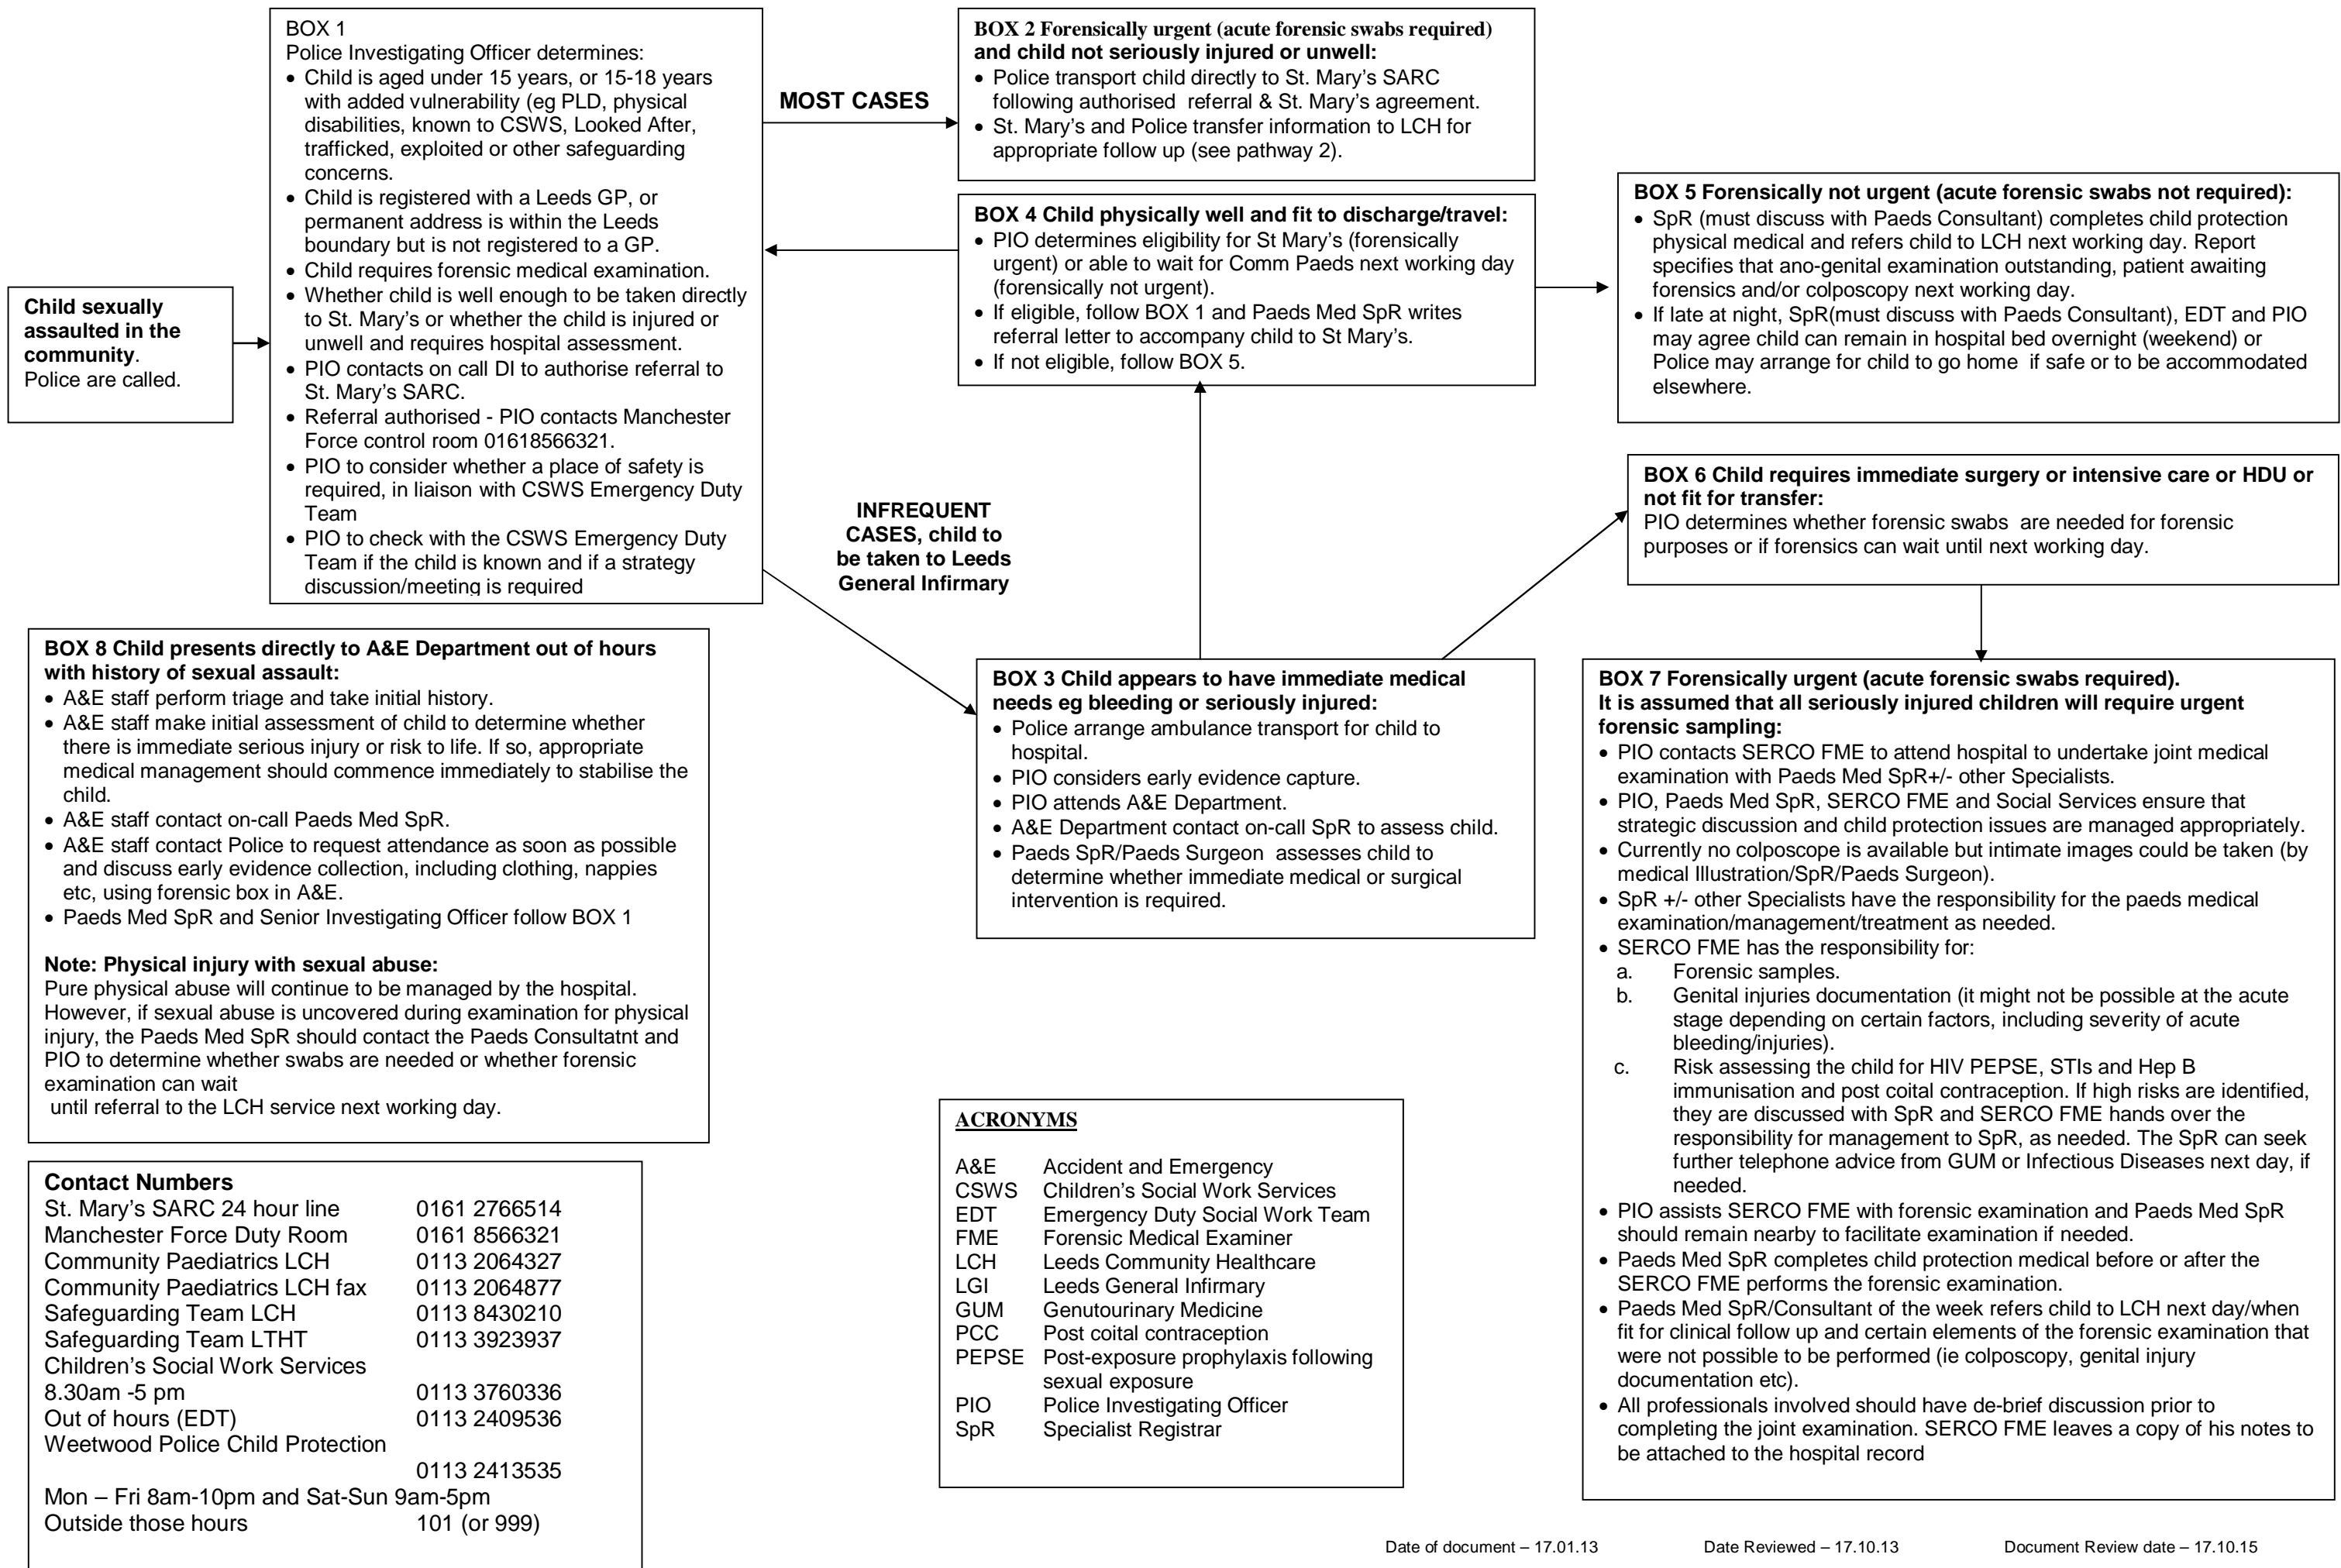 Child sexually
assaulted in the
community.
Police are called.
BOX 1
Police Investigating Officer determines:
• Child is aged under 15 years, or 15-18 years
with added vulnerability (eg PLD, physical
disabilities, known to CSWS, Looked After,
trafficked, exploited or other safeguarding
concerns.
• Child is registered with a Leeds GP, or
permanent address is within the Leeds
boundary but is not registered to a GP.
• Child requires forensic medical examination.
• Whether child is well enough to be taken directly
to St. Mary's or whether the child is injured or
unwell and requires hospital assessment.
• PIO contacts on call DI to authorise referral to
St. Mary's SARC.
• Referral authorised - PIO contacts Manchester
Force control room 01618566321.
• PIO to consider whether a place of safety is
required, in liaison with CSWS Emergency Duty
Team
• PIO to check with the CSWS Emergency Duty
Team if the child is known and if a strategy
discussion/meeting is required
MOST CASES
INFREQUENT
CASES, child to
be taken to Leeds
General Infirmary
BOX 2 Forensically urgent (acute forensic swabs required)
and child not seriously injured or unwell:
• Police transport child directly to St. Mary's SARC
following authorised  referral & St. Mary's agreement.
• St. Mary's and Police transfer information to LCH for
appropriate follow up (see pathway 2).
BOX 4 Child physically well and fit to discharge/travel:
• PIO determines eligibility for St Mary's (forensically
urgent) or able to wait for Comm Paeds next working day
(forensically not urgent).
• If eligible, follow BOX 1 and Paeds Med SpR writes
referral letter to accompany child to St Mary's.
• If not eligible, follow BOX 5.
BOX 5 Forensically not urgent (acute forensic swabs not required):
• SpR (must discuss with Paeds Consultant) completes child protection
physical medical and refers child to LCH next working day. Report
specifies that ano-genital examination outstanding, patient awaiting
forensics and/or colposcopy next working day.
• If late at night, SpR(must discuss with Paeds Consultant), EDT and PIO
may agree child can remain in hospital bed overnight (weekend) or
Police may arrange for child to go home  if safe or to be accommodated
elsewhere.
BOX 6 Child requires immediate surgery or intensive care or HDU or
not fit for transfer:
PIO determines whether forensic swabs  are needed for forensic
purposes or if forensics can wait until next working day.
BOX 3 Child appears to have immediate medical
needs eg bleeding or seriously injured:
• Police arrange ambulance transport for child to
hospital.
• PIO considers early evidence capture.
• PIO attends A&E Department.
• A&E Department contact on-call SpR to assess child.
• Paeds SpR/Paeds Surgeon  assesses child to
determine whether immediate medical or surgical
intervention is required.
BOX 7 Forensically urgent (acute forensic swabs required).
It is assumed that all seriously injured children will require urgent
forensic sampling:
• PIO contacts SERCO FME to attend hospital to undertake joint medical
examination with Paeds Med SpR+/- other Specialists.
• PIO, Paeds Med SpR, SERCO FME and Social Services ensure that
strategic discussion and child protection issues are managed appropriately.
• Currently no colposcope is available but intimate images could be taken (by
medical Illustration/SpR/Paeds Surgeon).
• SpR +/- other Specialists have the responsibility for the paeds medical
examination/management/treatment as needed.
• SERCO FME has the responsibility for:
a. Forensic samples.
b. Genital injuries documentation (it might not be possible at the acute
stage depending on certain factors, including severity of acute
bleeding/injuries).
c. Risk assessing the child for HIV PEPSE, STIs and Hep B
immunisation and post coital contraception. If high risks are identified,
they are discussed with SpR and SERCO FME hands over the
responsibility for management to SpR, as needed. The SpR can seek
further telephone advice from GUM or Infectious Diseases next day, if
needed.
• PIO assists SERCO FME with forensic examination and Paeds Med SpR
should remain nearby to facilitate examination if needed.
• Paeds Med SpR completes child protection medical before or after the
SERCO FME performs the forensic examination.
• Paeds Med SpR/Consultant of the week refers child to LCH next day/when
fit for clinical follow up and certain elements of the forensic examination that
were not possible to be performed (ie colposcopy, genital injury
documentation etc).
• All professionals involved should have de-brief discussion prior to
completing the joint examination. SERCO FME leaves a copy of his notes to
be attached to the hospital record
BOX 8 Child presents directly to A&E Department out of hours
with history of sexual assault:
• A&E staff perform triage and take initial history.
• A&E staff make initial assessment of child to determine whether
there is immediate serious injury or risk to life. If so, appropriate
medical management should commence immediately to stabilise the
child.
• A&E staff contact on-call Paeds Med SpR.
• A&E staff contact Police to request attendance as soon as possible
and discuss early evidence collection, including clothing, nappies
etc, using forensic box in A&E.
• Paeds Med SpR and Senior Investigating Officer follow BOX 1
Note: Physical injury with sexual abuse:
Pure physical abuse will continue to be managed by the hospital.
However, if sexual abuse is uncovered during examination for physical
injury, the Paeds Med SpR should contact the Paeds Consultatnt and
PIO to determine whether swabs are needed or whether forensic
examination can wait
until referral to the LCH service next working day.
Contact Numbers
St. Mary's SARC 24 hour line 0161 2766514
Manchester Force Duty Room 0161 8566321
Community Paediatrics LCH 0113 2064327
Community Paediatrics LCH fax 0113 2064877
Safeguarding Team LCH 0113 8430210
Safeguarding Team LTHT 0113 3923937
Children's Social Work Services
8.30am -5 pm 0113 3760336
Out of hours (EDT) 0113 2409536
Weetwood Police Child Protection
0113 2413535
Mon – Fri 8am-10pm and Sat-Sun 9am-5pm
Outside those hours 101 (or 999)
ACRONYMS
A&E Accident and Emergency
CSWS Children's Social Work Services
EDT Emergency Duty Social Work Team
FME Forensic Medical Examiner
LCH Leeds Community Healthcare
LGI Leeds General Infirmary
GUM Genutourinary Medicine
PCC Post coital contraception
PEPSE Post-exposure prophylaxis following
sexual exposure
PIO Police Investigating Officer
SpR Specialist Registrar
Date of document – 17.01.13 Date Reviewed – 17.10.13 Document Review date – 17.10.15